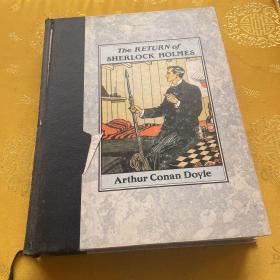 The RETURN of
SHERLOCK HOLMES
Arthur Conan Doyle